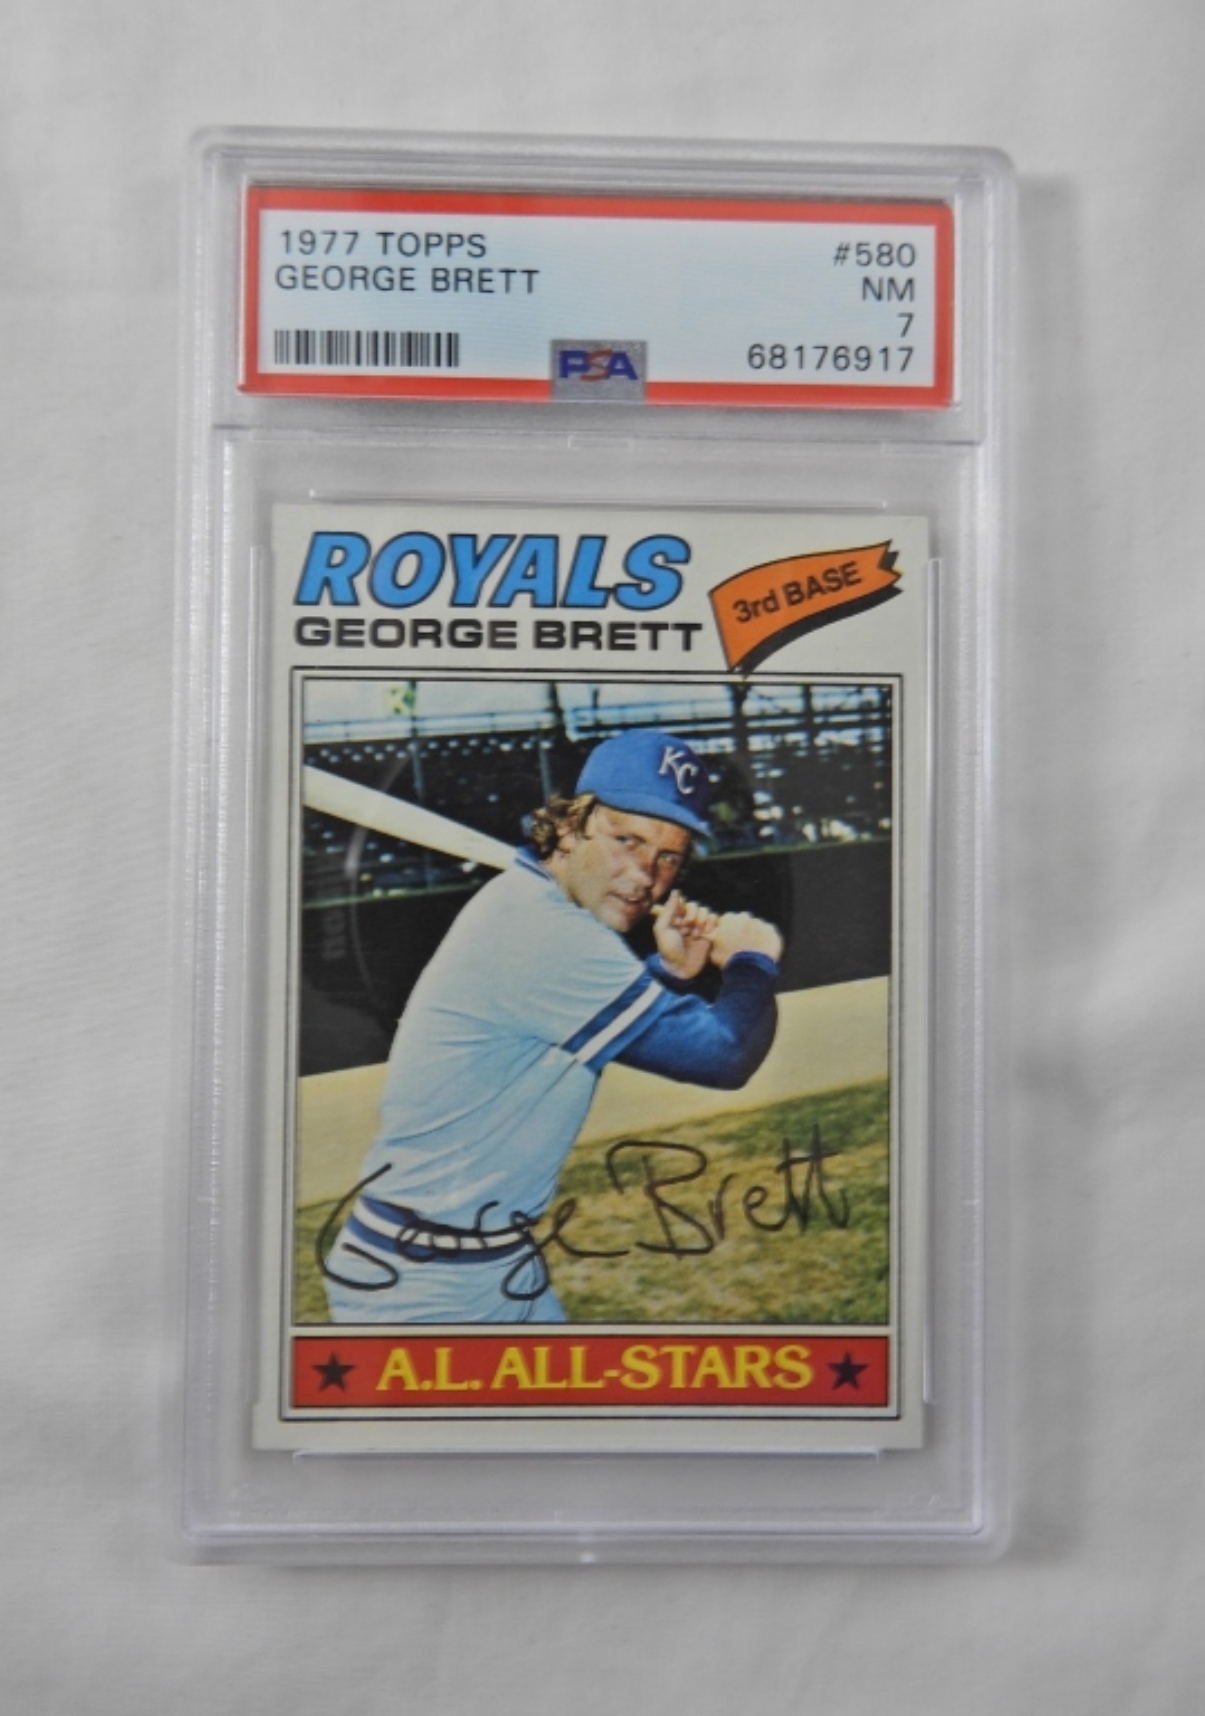 1977 TOPPS #580
GEORGE BRETT NM
7
PSA 68176917
ROYALS
3rd BASE
GEORGE BRETT
KC
George Brett
★ A.L. ALL-STARS ★